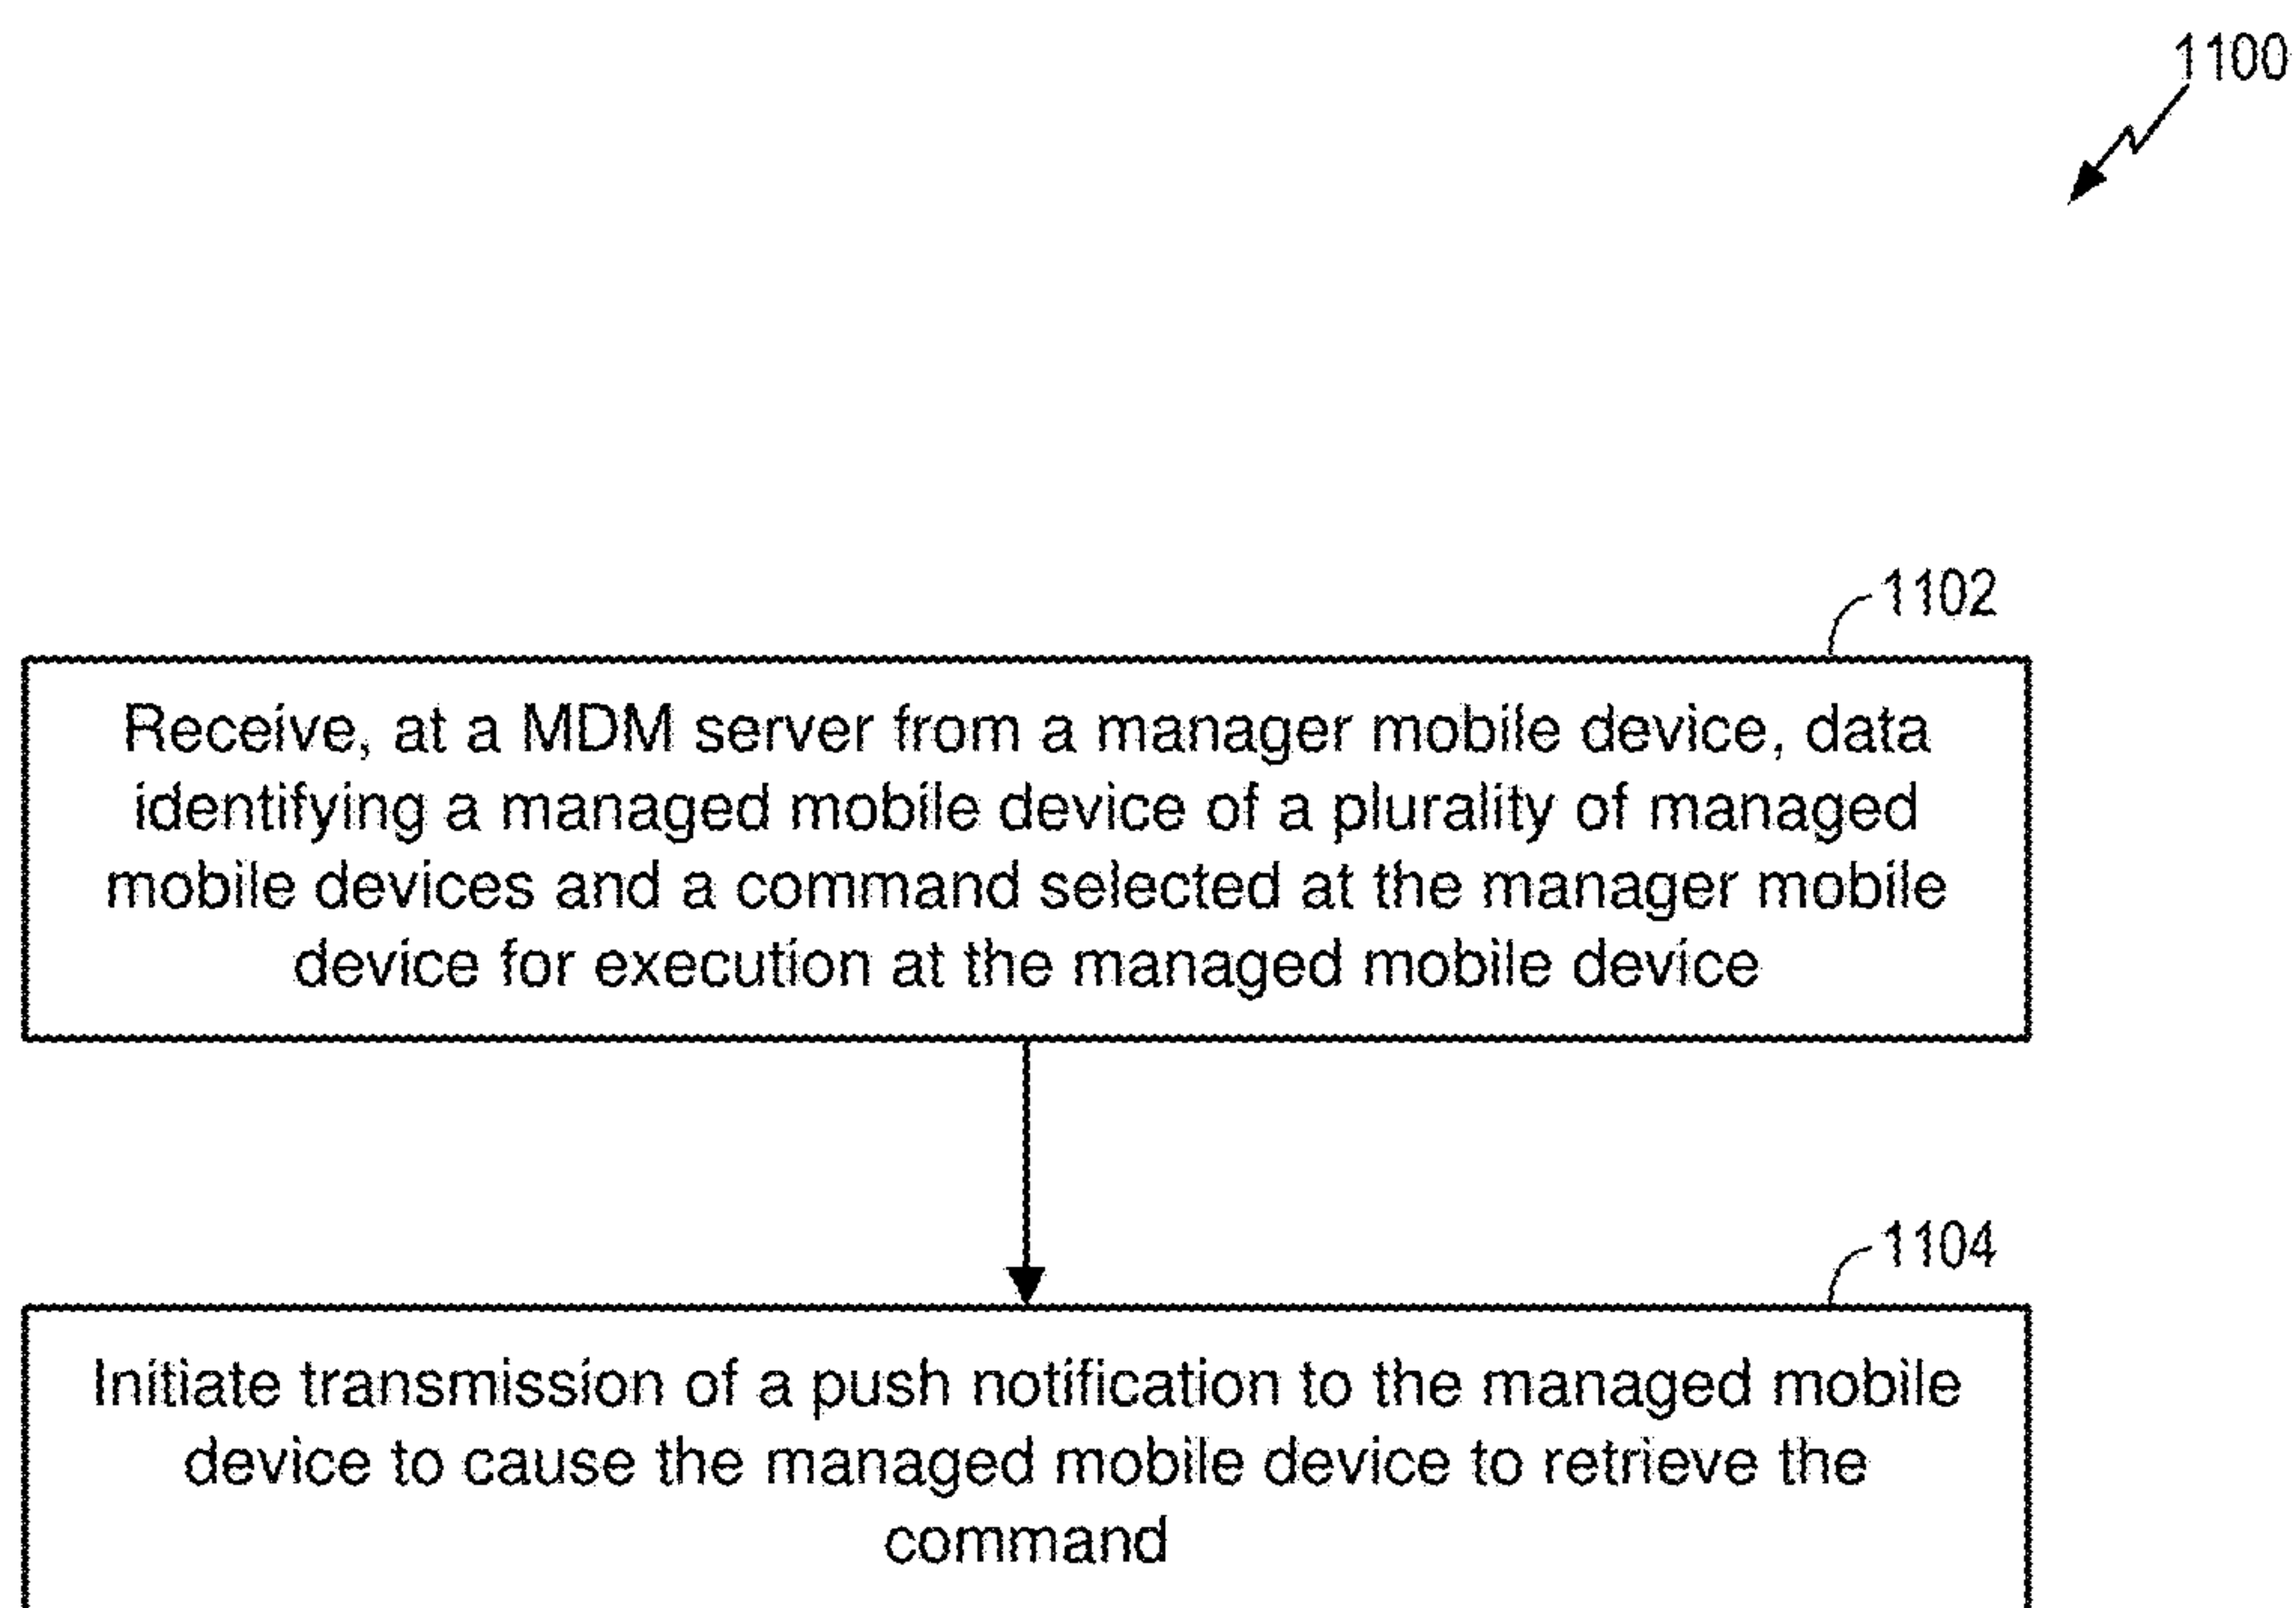 1100
1102
Receive, at a MDM server from a manager mobile device, data
identifying a managed mobile device of a plurality of managed
mobile devices and a command selected at the manager mobile
device for execution at the managed mobile device
1104
Initiate transmission of a push notification to the managed mobile
device to cause the managed mobile device to retrieve the
command